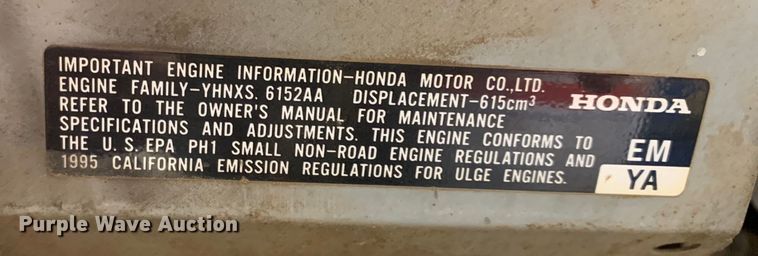 IMPORTANT ENGINE INFORMATION-HONDA MOTOR CO.,LTD.
ENGINE FAMILY-YHNXS. 6152AA DISPLACEMENT-615cm³ HONDA
REFER TO THE OWNER'S MANUAL FOR MAINTENANCE
SPECIFICATIONS AND ADJUSTMENTS. THIS ENGINE CONFORMS TO
THE U.S. EPA PH1 SMALL NON-ROAD ENGINE REGULATIONS AND
1995 CALIFORNIA EMISSION REGULATIONS FOR ULGE ENGINES.
EM
YA
Purple Wave Auction